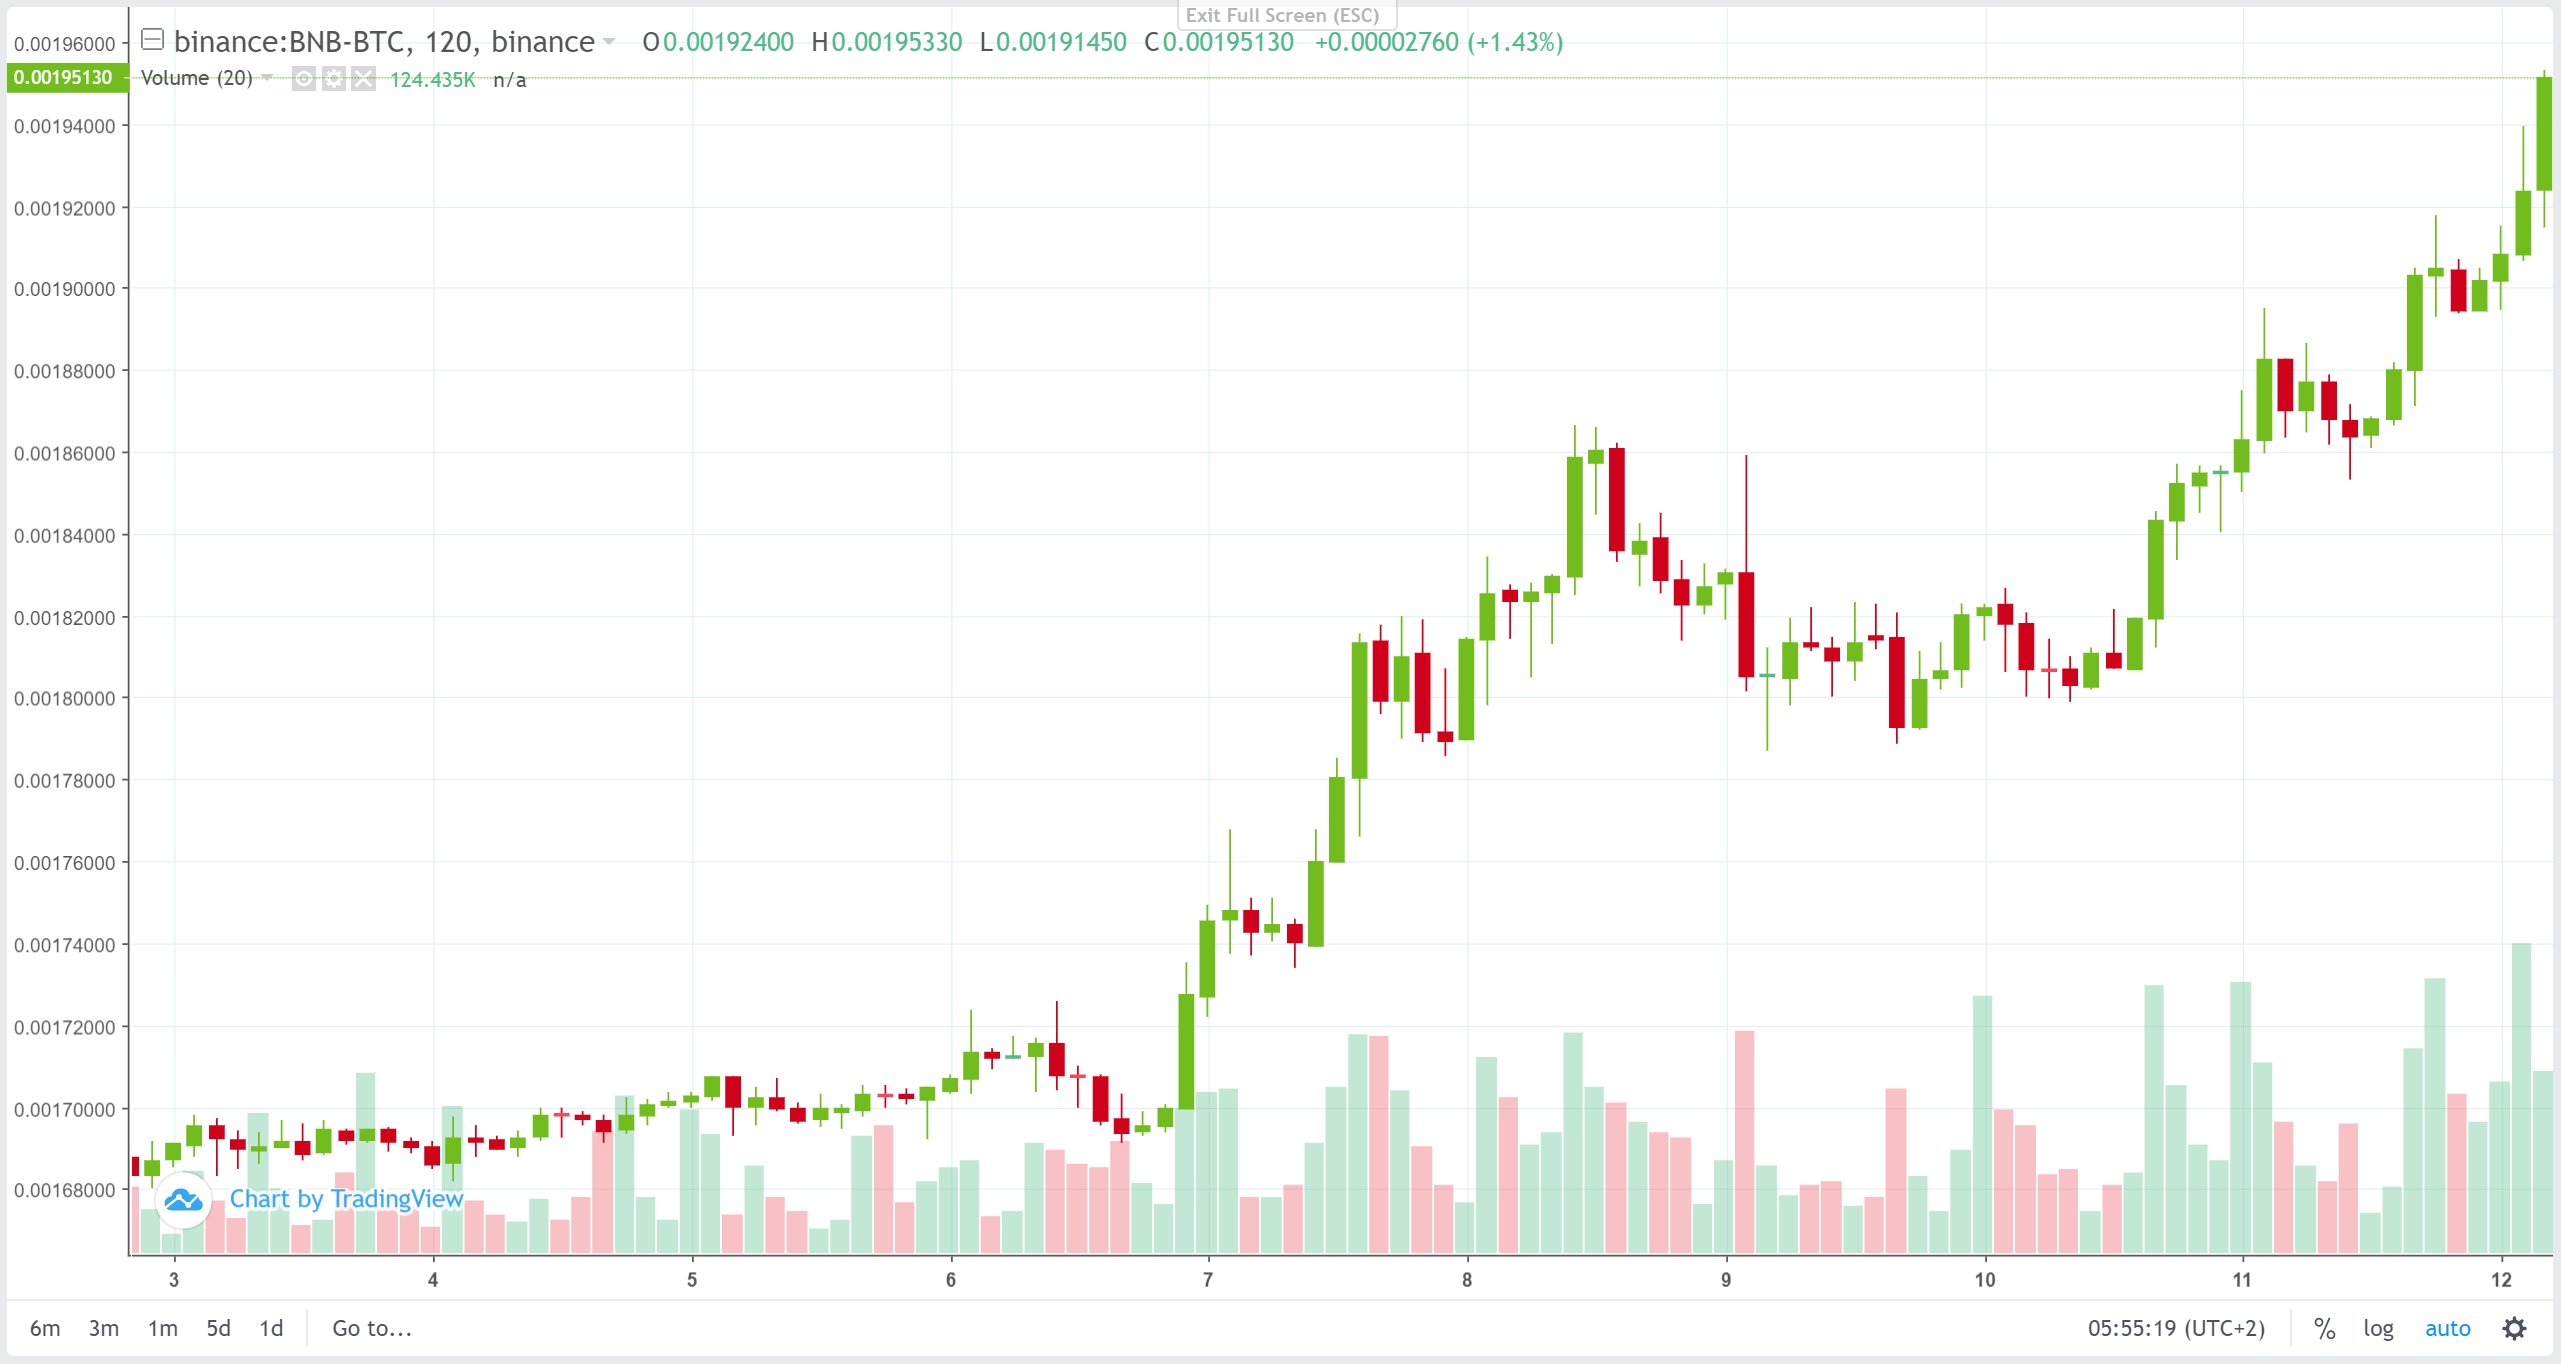 Exit Full Screen (ESC)
binance:BNB-BTC, 120, binance O0.00192400 H0.00195330 L0.00191450 C0.00195130 +0.00002760 (+1.43%)
Volume (20) 124.435K n/a
0.00196000
0.00195130
0.00194000
0.00192000
0.00190000
0.00188000
0.00186000
0.00184000
0.00182000
0.00180000
0.00178000
0.00176000
0.00174000
0.00172000
0.00170000
0.00168000
Chart by TradingView
3 4 5 6 7 8 9 10 11 12
6m 3m 1m 5d 1d Go to... 05:55:19 (UTC+2) % log auto